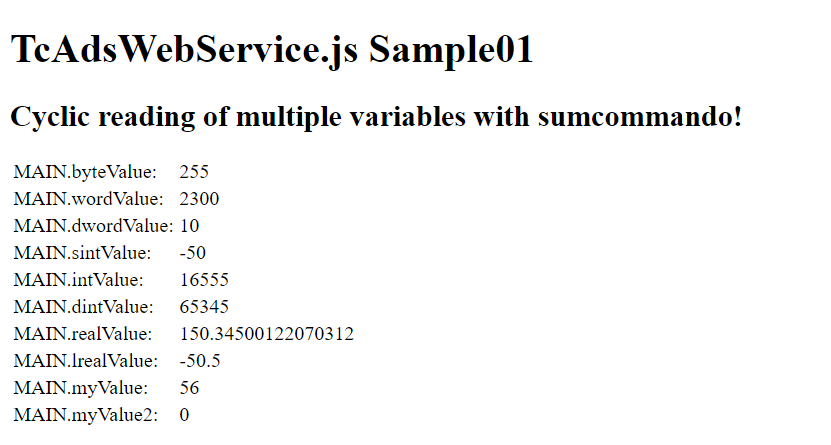 TcAdsWebService.js Sample01
Cyclic reading of multiple variables with sumcommando!
MAIN.byteValue: 255
MAIN.wordValue: 2300
MAIN.dwordValue: 10
MAIN.sintValue: -50
MAIN.intValue: 16555
MAIN.dintValue: 65345
MAIN.realValue: 150.34500122070312
MAIN.lrealValue: -50.5
MAIN.myValue: 56
MAIN.myValue2: 0